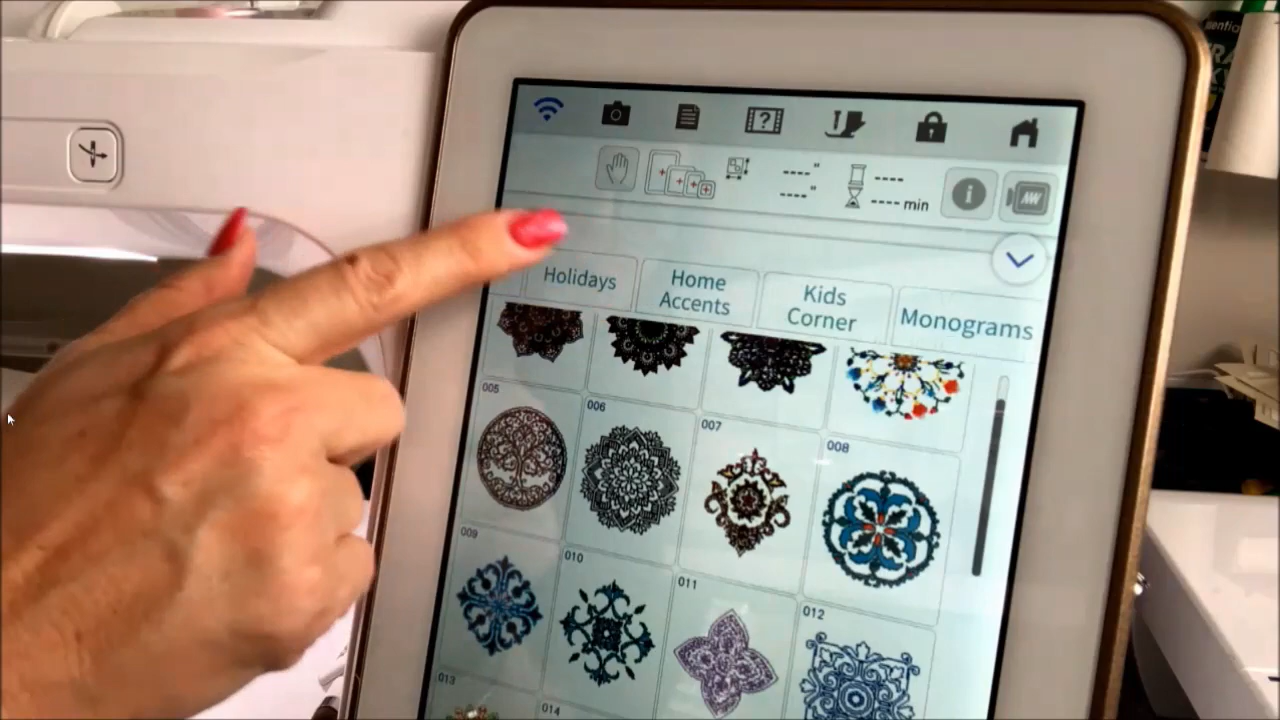 ?
----"
----"
----
---- min
i
Holidays
Home
Accents
Kids
Corner
Monograms
005
006
007
008
009
010
011
012
013
014